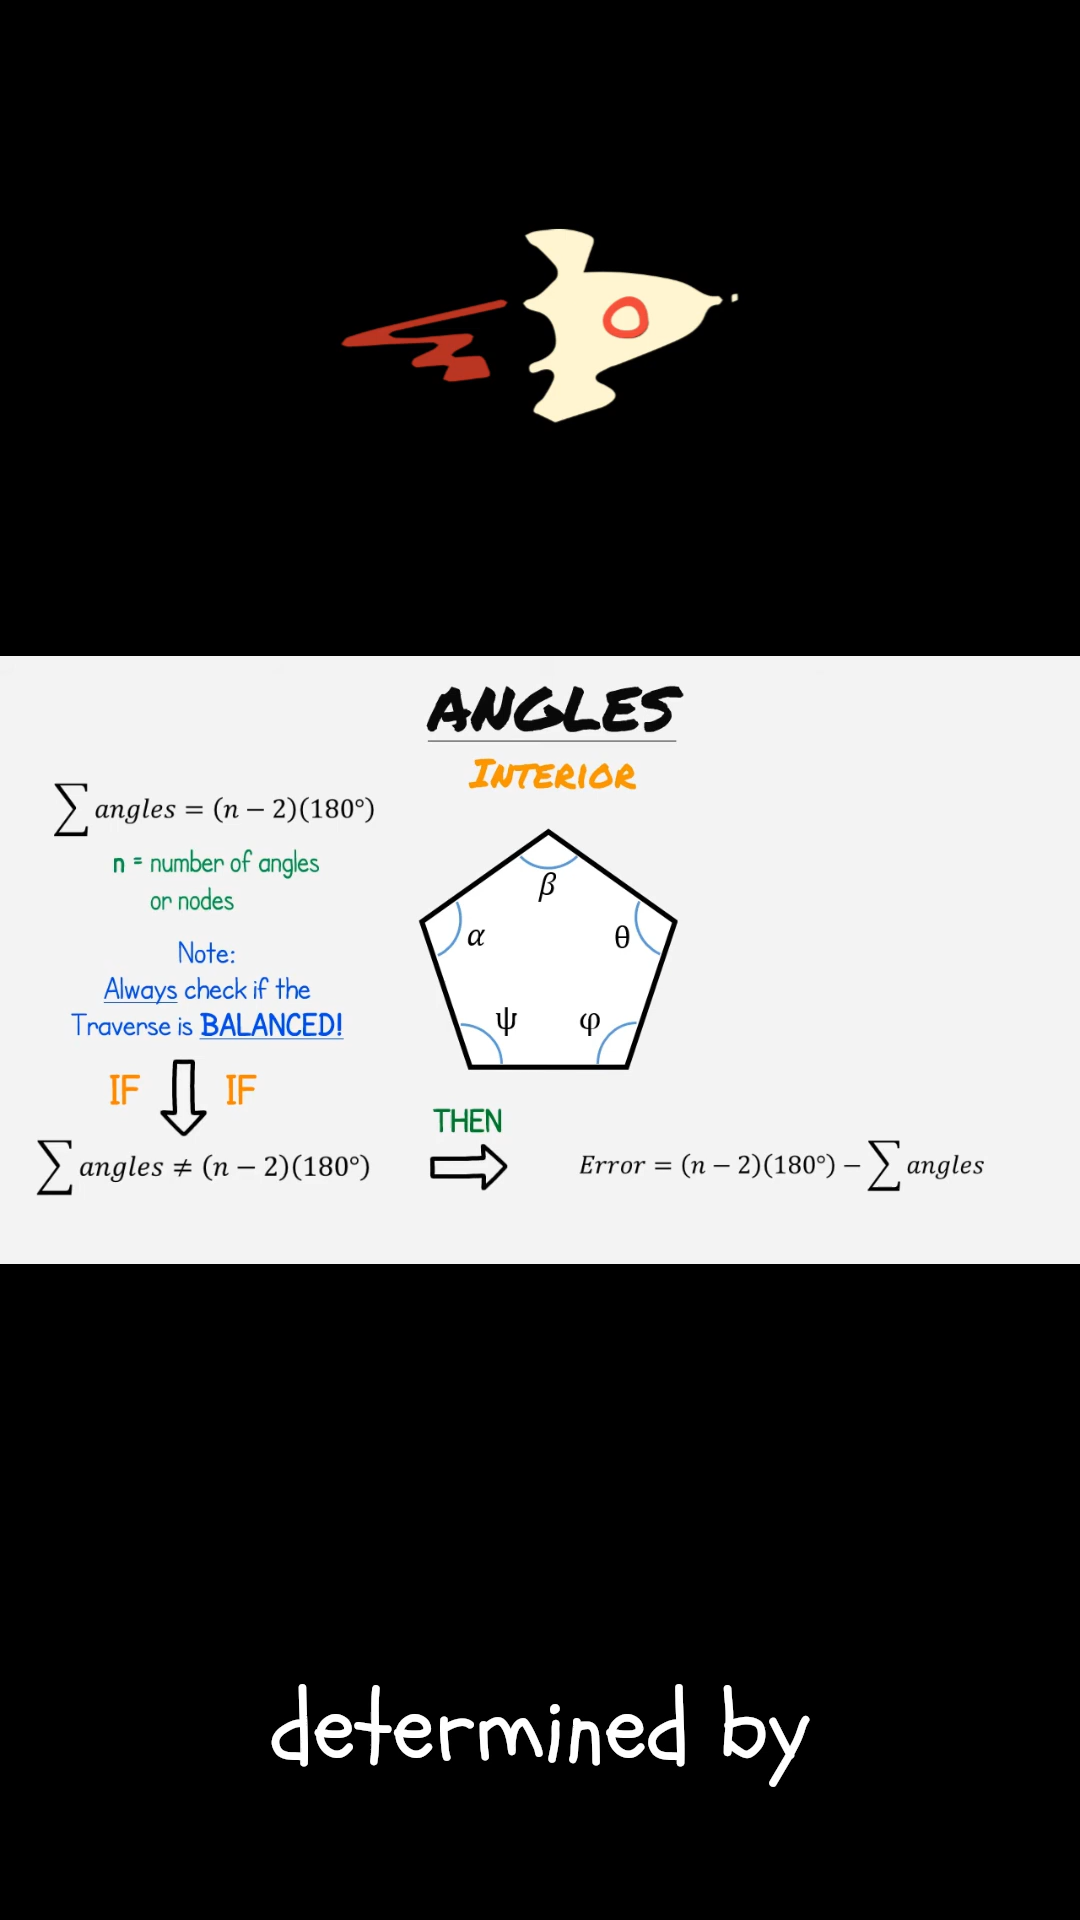 ANGLES
INTERIOR
∑ angles = (n − 2)(180°)
n = number of angles
or nodes
Note:
Always check if the
Traverse is BALANCED!
β
α
θ
ψ
φ
IF IF
THEN
∑ angles ≠ (n − 2)(180°)
Error = (n − 2)(180°) − ∑ angles
determined by